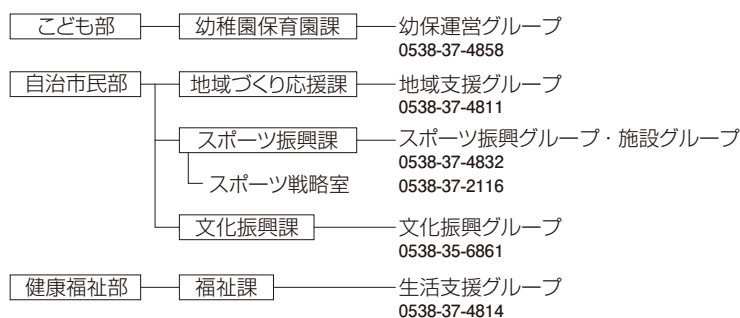 こども部 幼稚園保育園課 幼保運営グループ
0538-37-4858
自治市民部 地域づくり応援課 地域支援グループ
0538-37-4811
スポーツ振興課 スポーツ振興グループ・施設グループ
0538-37-4832
スポーツ戦略室 0538-37-2116
文化振興課 文化振興グループ
0538-35-6861
健康福祉部 福祉課 生活支援グループ
0538-37-4814